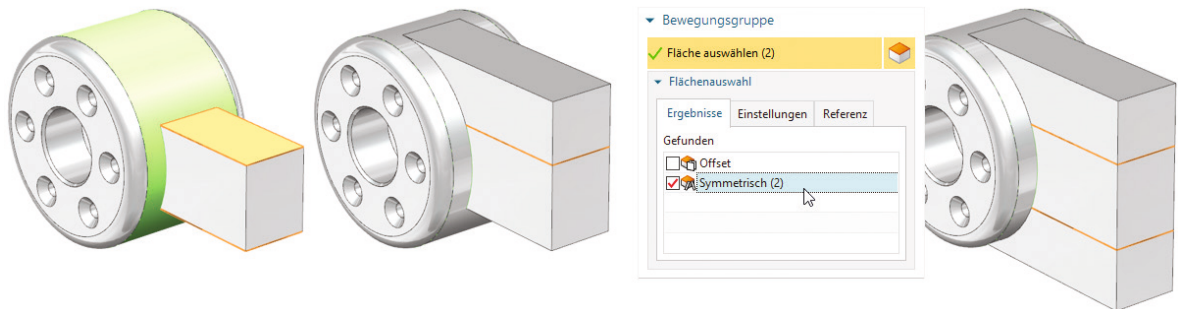 Bewegungsgruppe
Fläche auswählen (2)
Flächenauswahl
Ergebnisse Einstellungen Referenz
Gefunden
Offset
Symmetrisch (2)